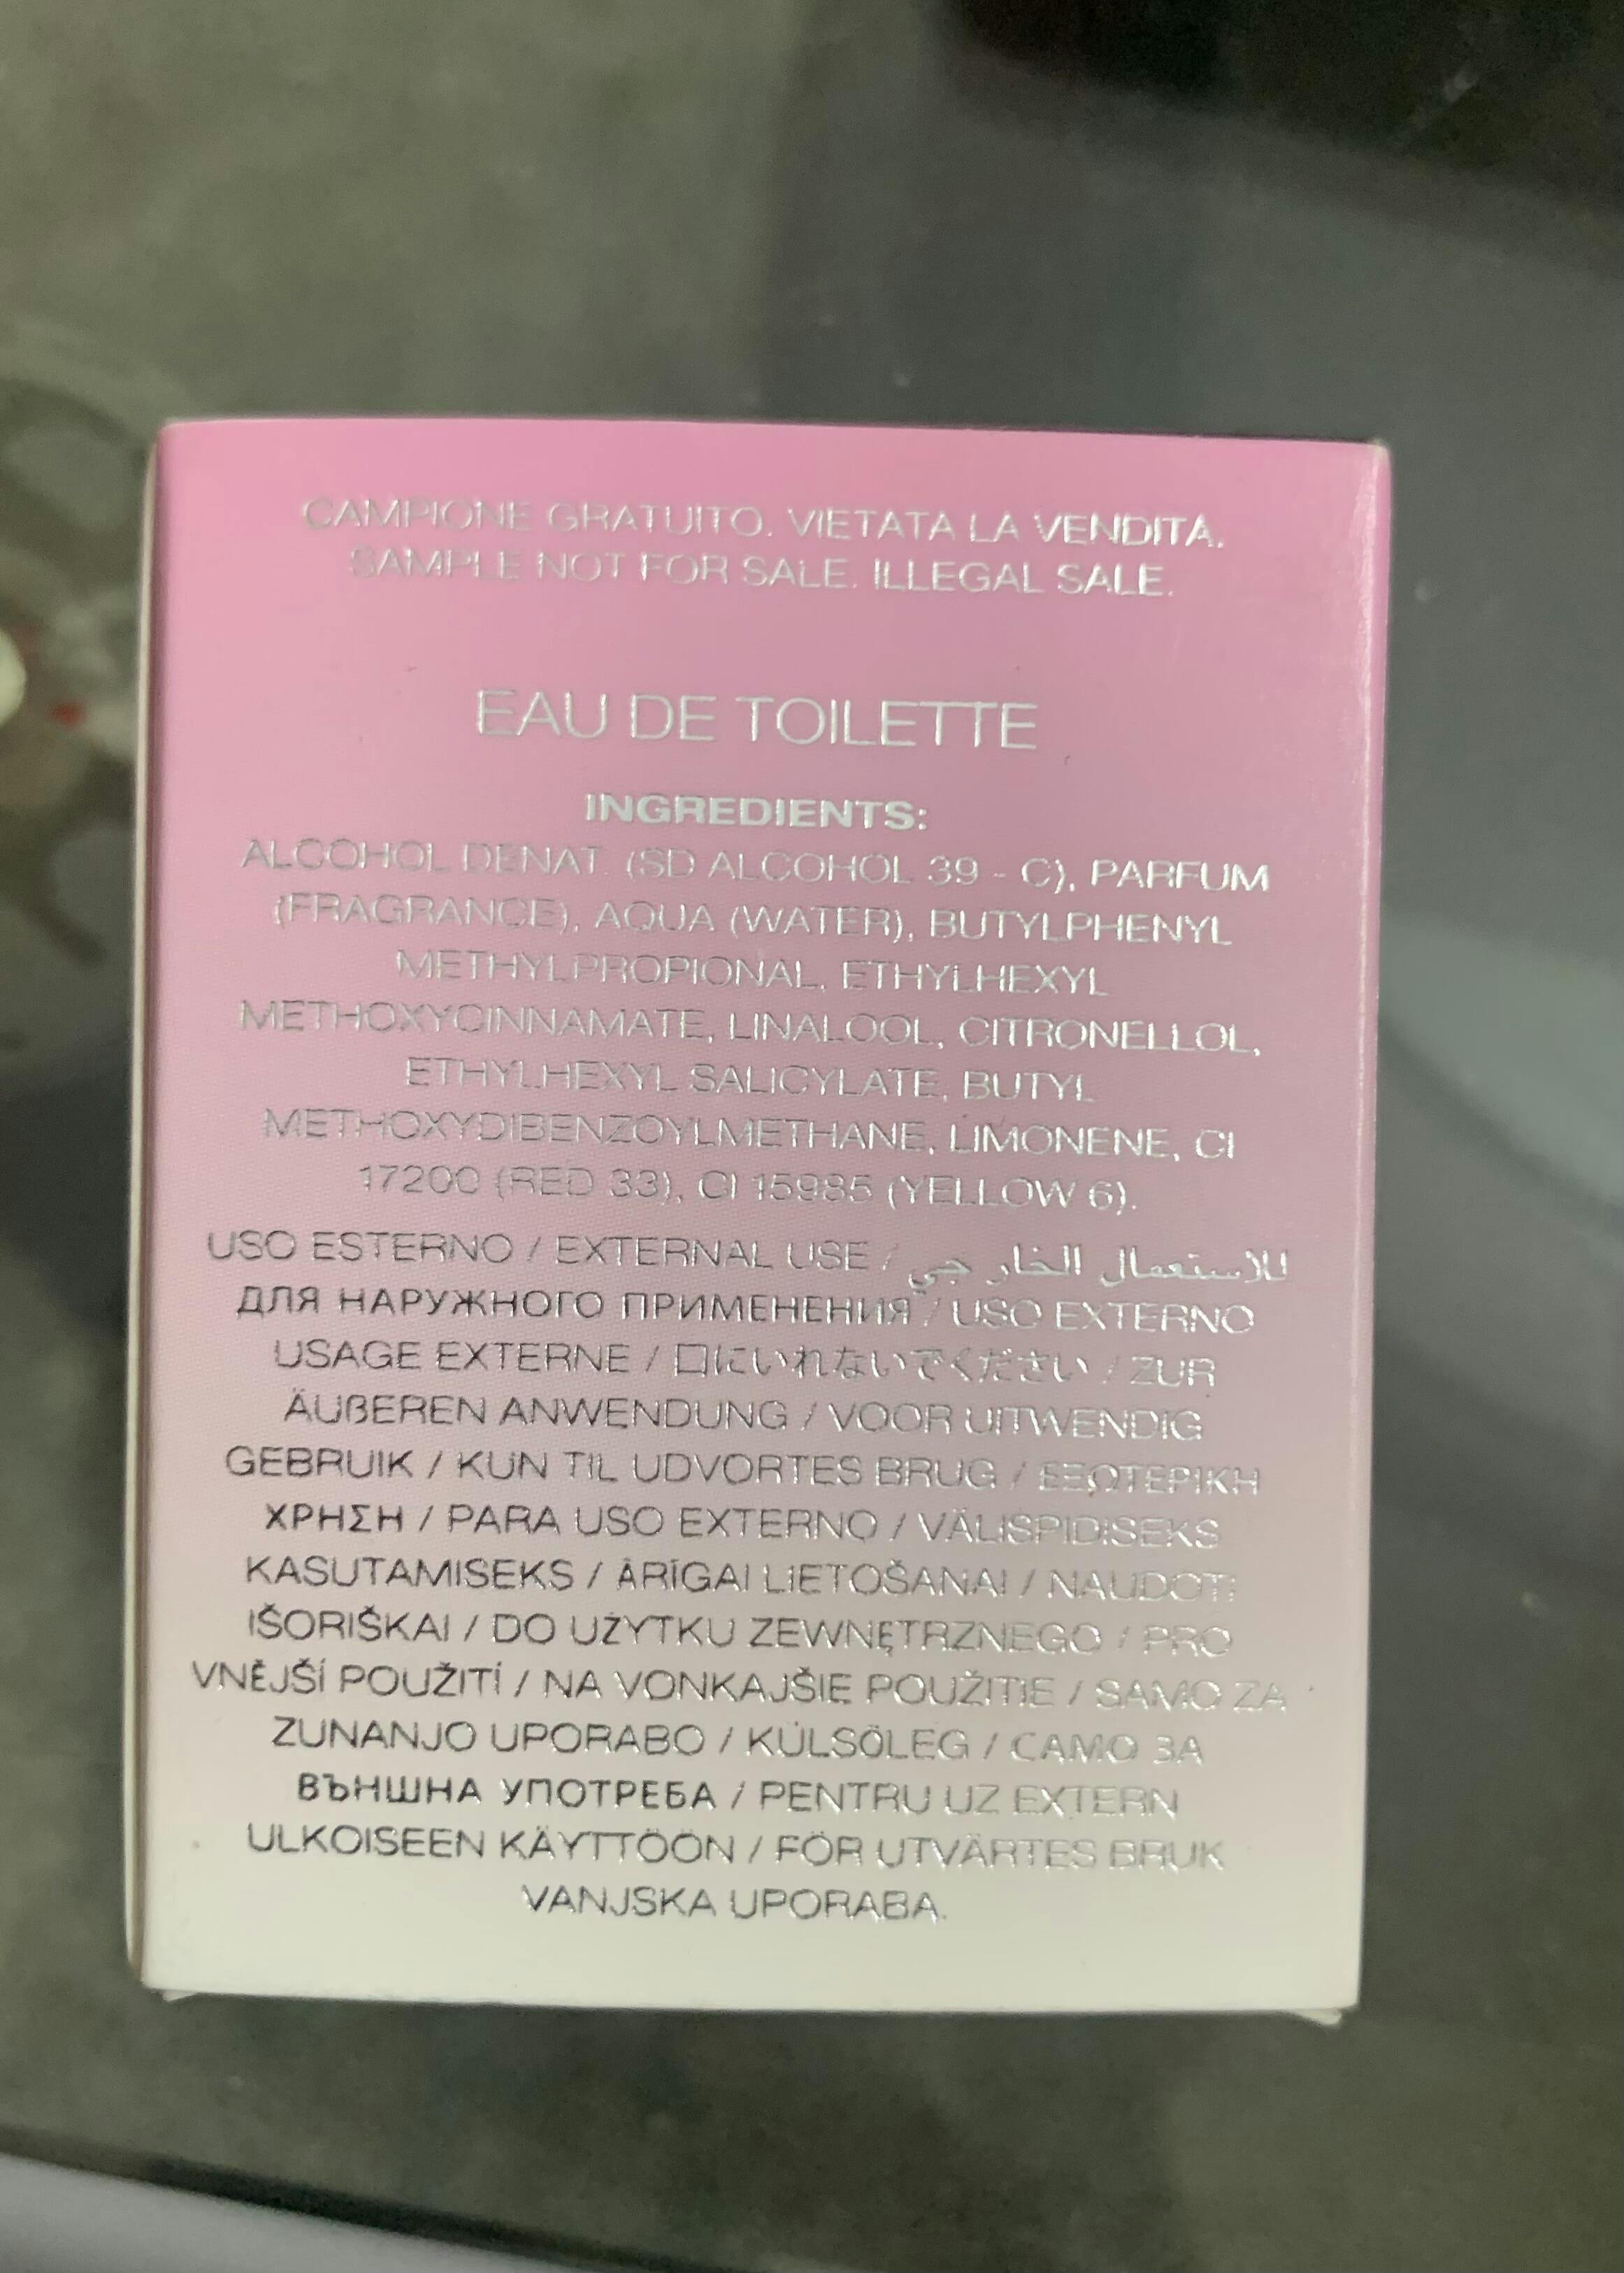 CAMPIONE GRATUITO. VIETATA LA VENDITA.
SAMPLE NOT FOR SALE. ILLEGAL SALE.
EAU DE TOILETTE
INGREDIENTS:
ALCOHOL DENAT. (SD ALCOHOL 39 - C), PARFUM
(FRAGRANCE), AQUA (WATER), BUTYLPHENYL
METHYLPROPIONAL, ETHYLHEXYL
METHOXYCINNAMATE, LINALOOL, CITRONELLOL,
ETHYLHEXYL SALICYLATE, BUTYL
METHOXYDIBENZOYLMETHANE, LIMONENE, CI
17200 (RED 33), CI 15985 (YELLOW 6).
USO ESTERNO / EXTERNAL USE / للاستعمال الخارجي
ДЛЯ НАРУЖНОГО ПРИМЕНЕНИЯ / USO EXTERNO
USAGE EXTERNE / 口にいれないでください / ZUR
ÄUßEREN ANWENDUNG / VOOR UITWENDIG
GEBRUIK / KUN TIL UDVORTES BRUG / ΕΞΩΤΕΡΙΚΗ
ΧΡΗΣΗ / PARA USO EXTERNO / VÄLISPIDISEKS
KASUTAMISEKS / ĀRĪGAI LIETOŠANAI / NAUDOTI
IŠORIŠKAI / DO UŻYTKU ZEWNĘTRZNEGO / PRO
VNĚJŠÍ POUŽITÍ / NA VONKAJŠIE POUŽITIE / SAMO ZA
ZUNANJO UPORABO / KÜLSÖLEG / САМО ЗА
ВЪНШНА УПОТРЕБА / PENTRU UZ EXTERN
ULKOISEEN KÄYTTÖÖN / FÖR UTVÄRTES BRUK
VANJSKA UPORABA.